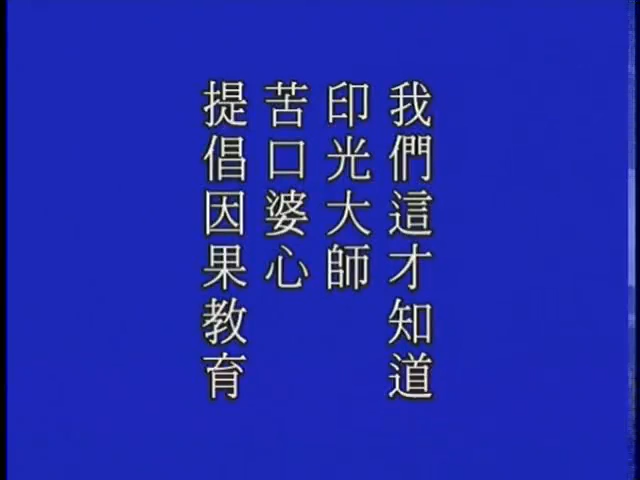 我們這才知道
印光大師
苦口婆心
提倡因果教育